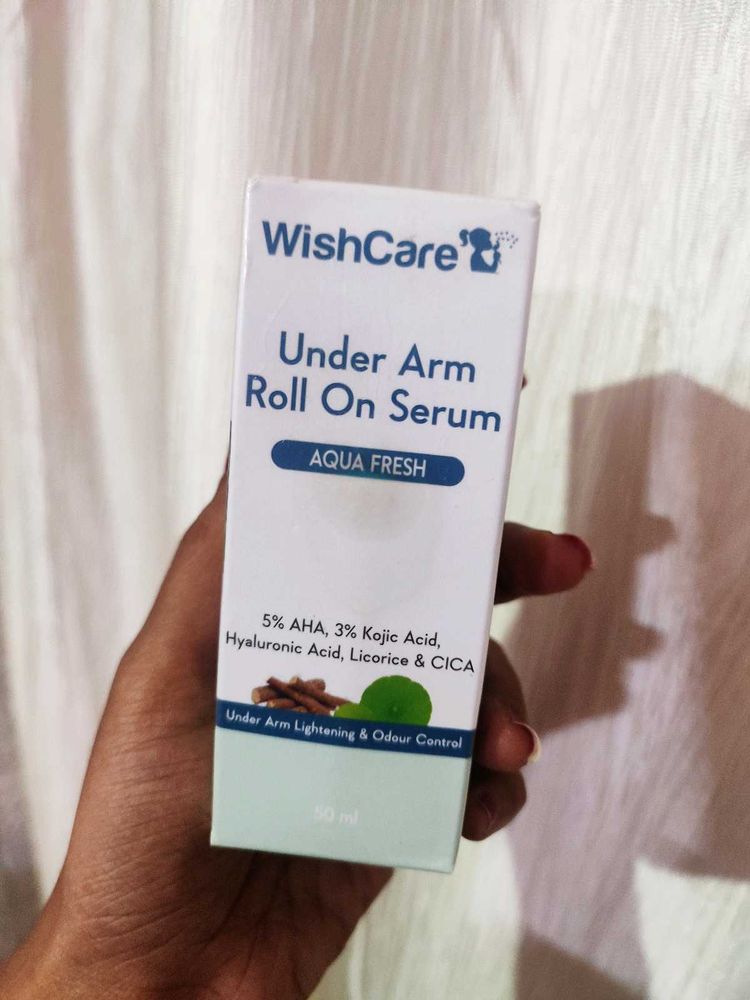 WishCare
Under Arm
Roll On Serum
AQUA FRESH
5% AHA, 3% Kojic Acid,
Hyaluronic Acid, Licorice & CICA
Under Arm Lightening & Odour Control
50 ml